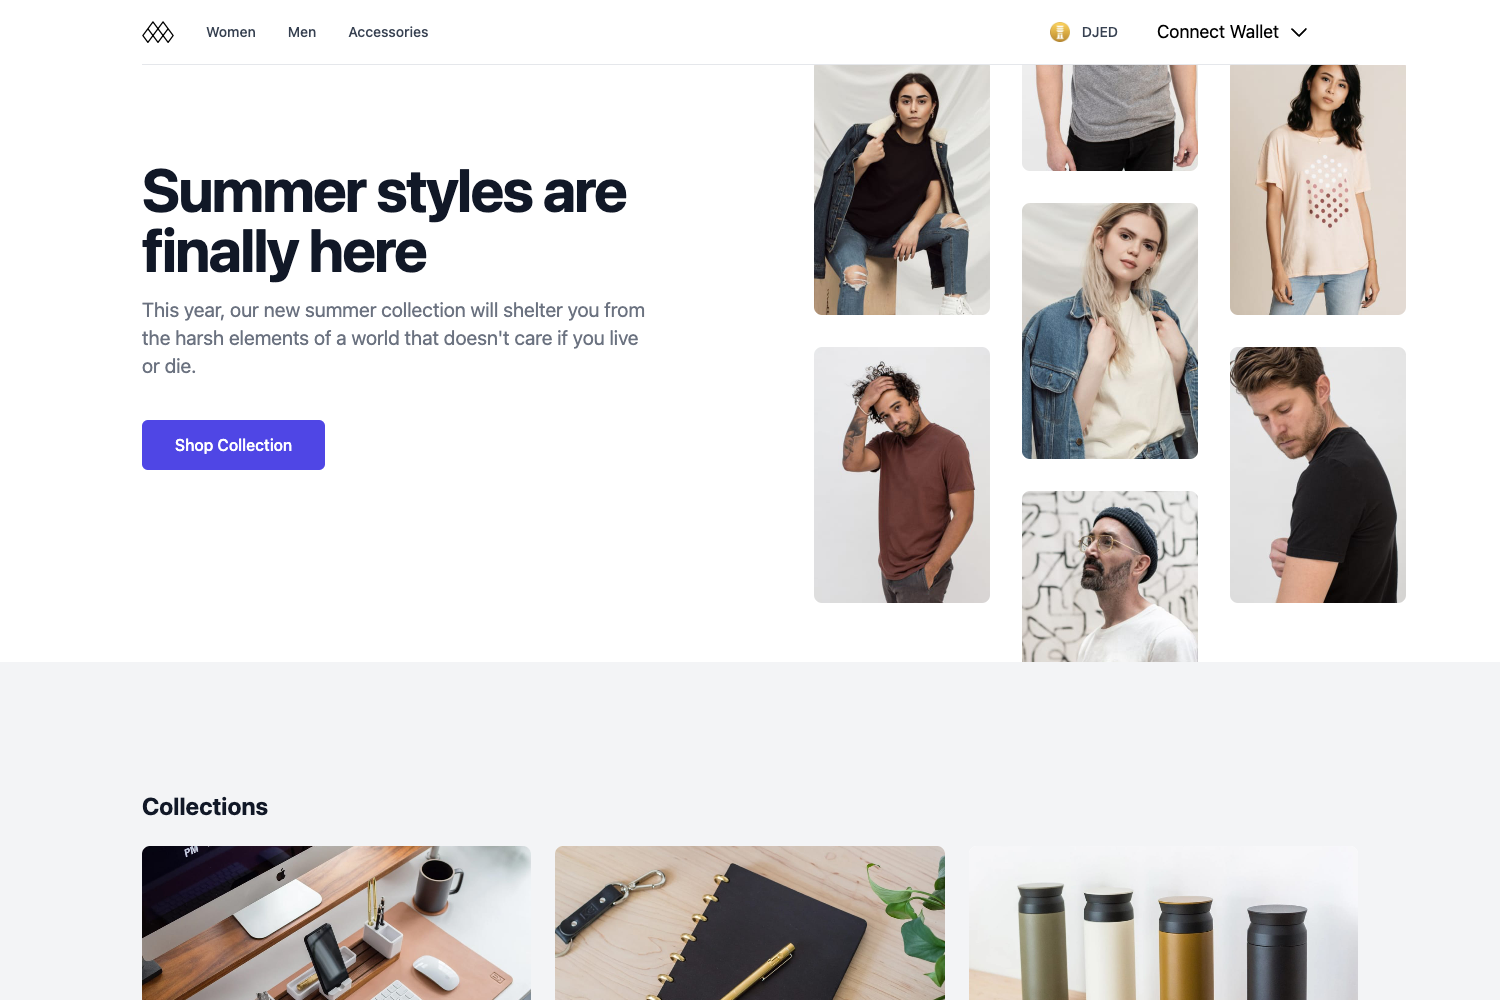 Women
Men
Accessories
DJED
Connect Wallet
Summer styles are
finally here
This year, our new summer collection will shelter you from
the harsh elements of a world that doesn't care if you live
or die.
Shop Collection
Collections
PM